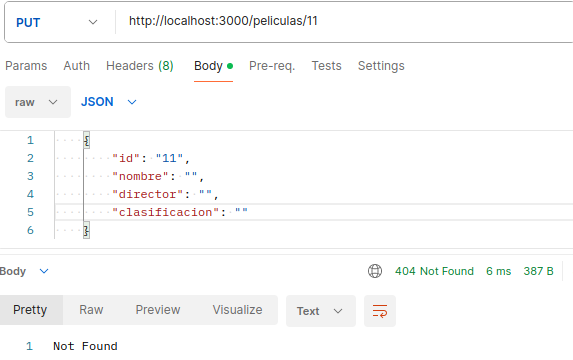 PUT http://localhost:3000/peliculas/11
Params Auth Headers (8) Body Pre-req. Tests Settings
raw JSON
1 {
2 "id": "11",
3 "nombre": "",
4 "director": "",
5 "clasificacion": ""
6 }
Body 404 Not Found 6 ms 387 B
Pretty Raw Preview Visualize Text
1 Not Found